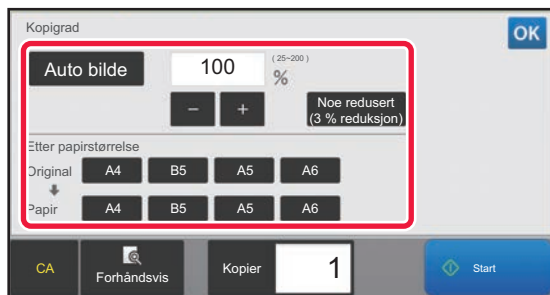 Kopigrad
OK
Auto bilde
100
(25~200)
%
−
+
Noe redusert
(3 % reduksjon)
Etter papirstørrelse
Original
A4
B5
A5
A6
Papir
A4
B5
A5
A6
CA
Forhåndsvis
Kopier
1
Start